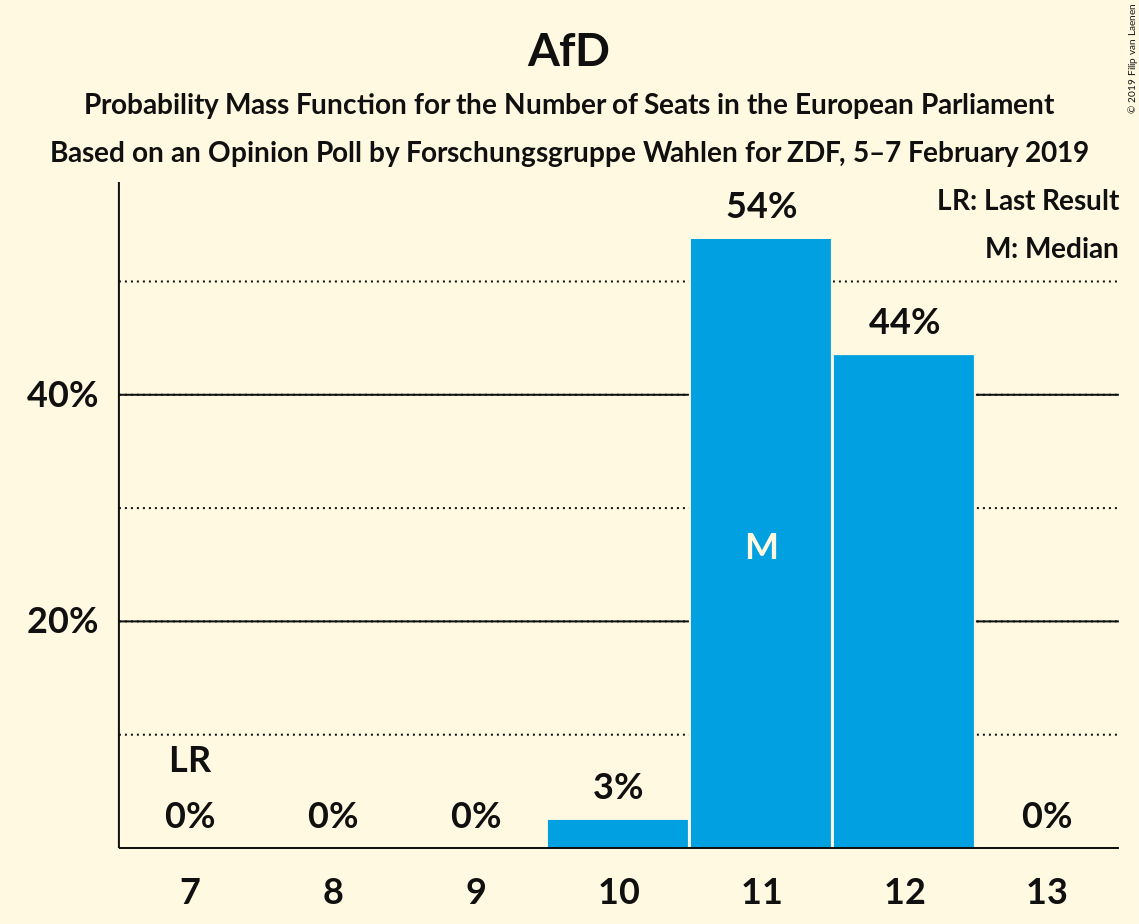 AfD
Probability Mass Function for the Number of Seats in the European Parliament
Based on an Opinion Poll by Forschungsgruppe Wahlen for ZDF, 5–7 February 2019
© 2019 Filip van Laenen
LR: Last Result
M: Median
54%
44%
40%
M
20%
LR
3%
0% 0% 0% 0%
7 8 9 10 11 12 13